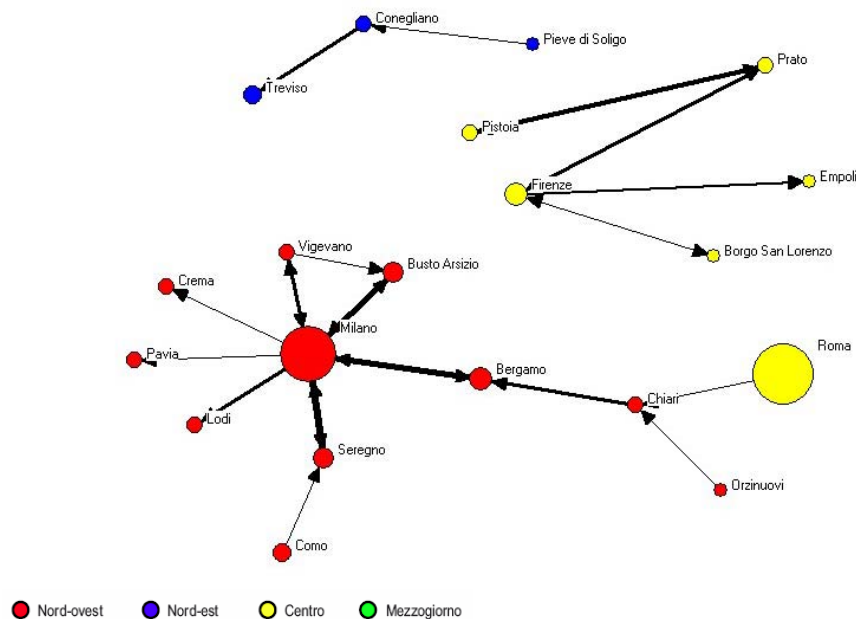 Conegliano
Pieve di Soligo
Prato
Treviso
Pistoia
Empoli
Firenze
Borgo San Lorenzo
Vigevano
Busto Arsizio
Crema
Milano
Roma
Pavia
Bergamo
Chiari
Lodi
Seregno
Orzinuovi
Como
Nord-ovest Nord-est Centro Mezzogiorno